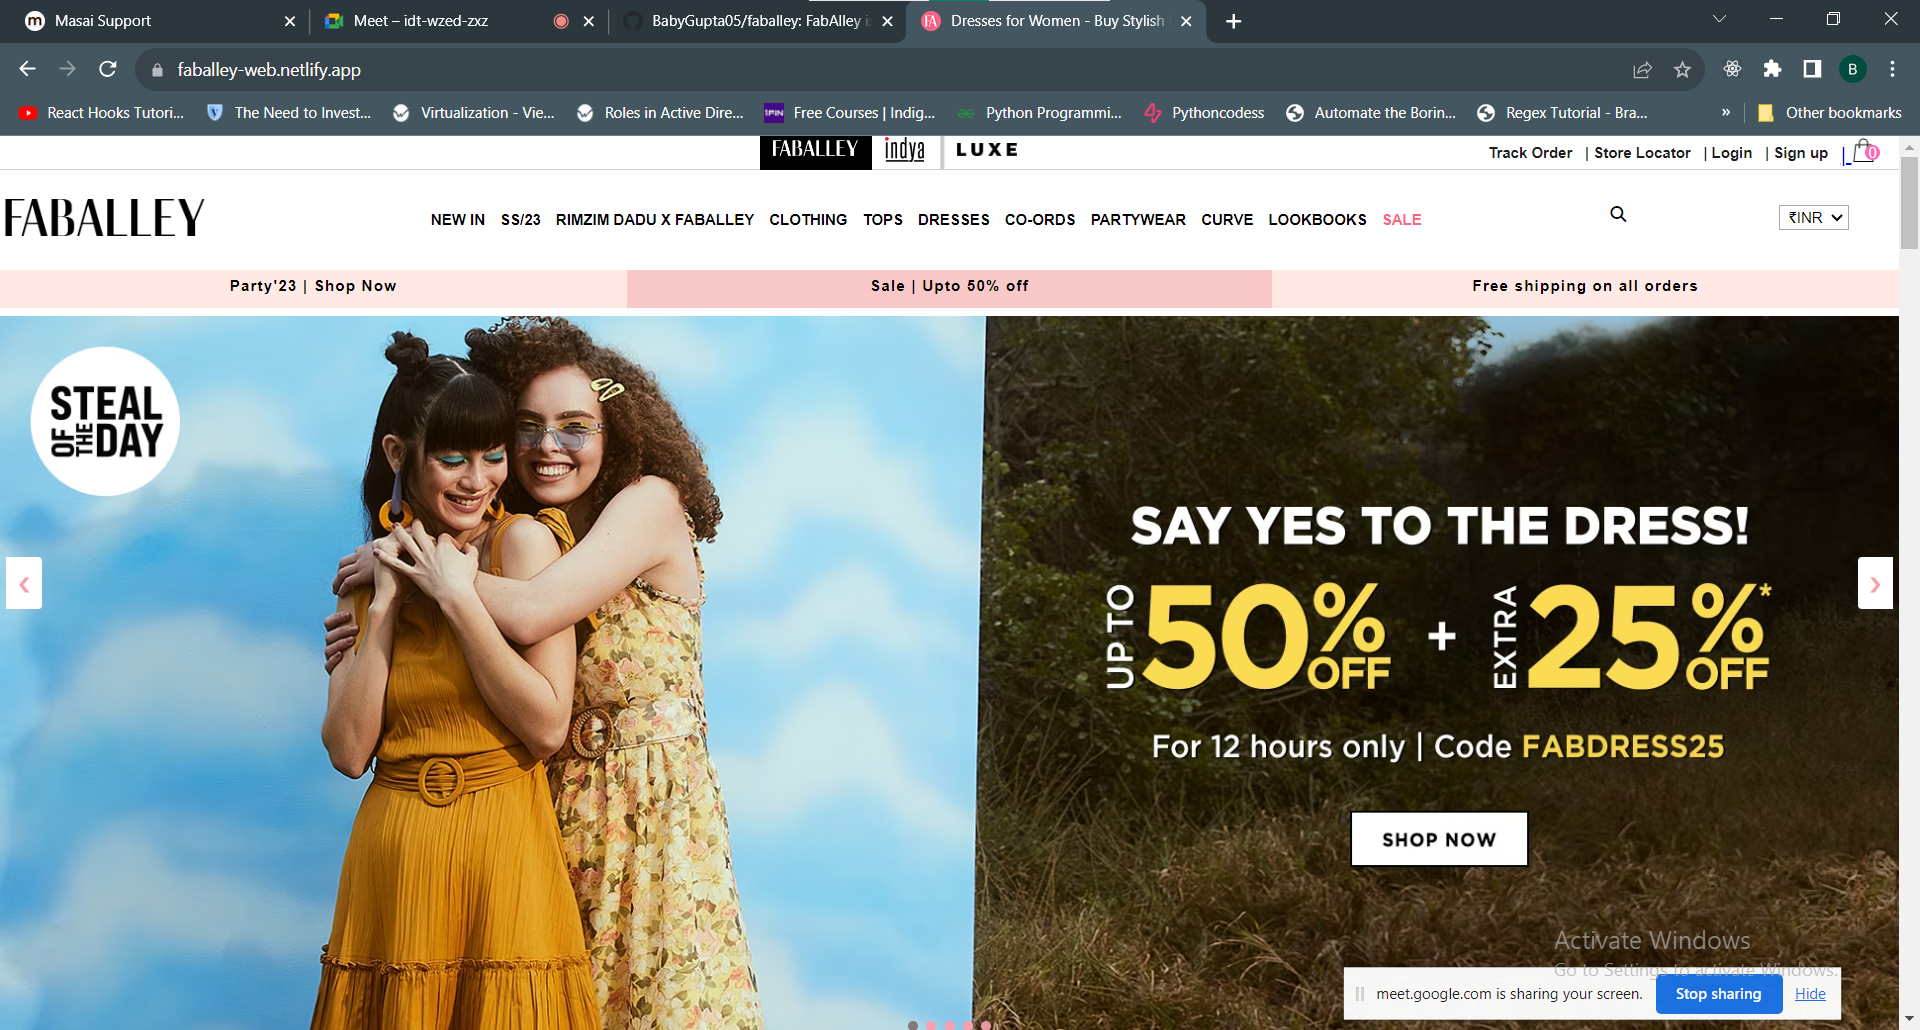 Masai Support
Meet – idt-wzed-zxz
BabyGupta05/faballey: FabAlley
Dresses for Women - Buy Stylish
faballey-web.netlify.app
B
React Hooks Tutori...
The Need to Invest...
Virtualization - Vie...
Roles in Active Dire...
Free Courses | Indig...
Python Programmi...
Pythoncodess
Automate the Borin...
Regex Tutorial - Bra...
»
Other bookmarks
FABALLEY
indya
LUXE
Track Order | Store Locator | Login | Sign up |
0
FABALLEY
NEW IN SS/23 RIMZIM DADU X FABALLEY CLOTHING TOPS DRESSES CO-ORDS PARTYWEAR CURVE LOOKBOOKS SALE
₹INR
Party'23 | Shop Now
Sale | Upto 50% off
Free shipping on all orders
STEAL
OF THE DAY
SAY YES TO THE DRESS!
UPTO 50% OFF + EXTRA 25%* OFF
For 12 hours only | Code FABDRESS25
SHOP NOW
Activate Windows
Go to Settings to activate Windows.
meet.google.com is sharing your screen.
Stop sharing
Hide